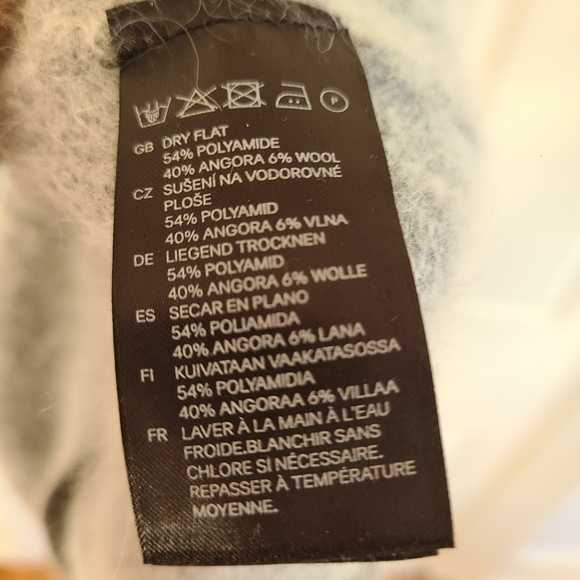 P
GB DRY FLAT
54% POLYAMIDE
40% ANGORA 6% WOOL
CZ SUŠENÍ NA VODOROVNÉ
PLOŠE
54% POLYAMID
40% ANGORA 6% VLNA
DE LIEGEND TROCKNEN
54% POLYAMID
40% ANGORA 6% WOLLE
ES SECAR EN PLANO
54% POLIAMIDA
40% ANGORA 6% LANA
FI KUIVATAAN VAAKATASOSSA
54% POLYAMIDIA
40% ANGORAA 6% VILLAA
FR LAVER À LA MAIN À L'EAU
FROIDE.BLANCHIR SANS
CHLORE SÌ NÉCESSAIRE.
REPASSER À TEMPÉRATURE
MOYENNE.